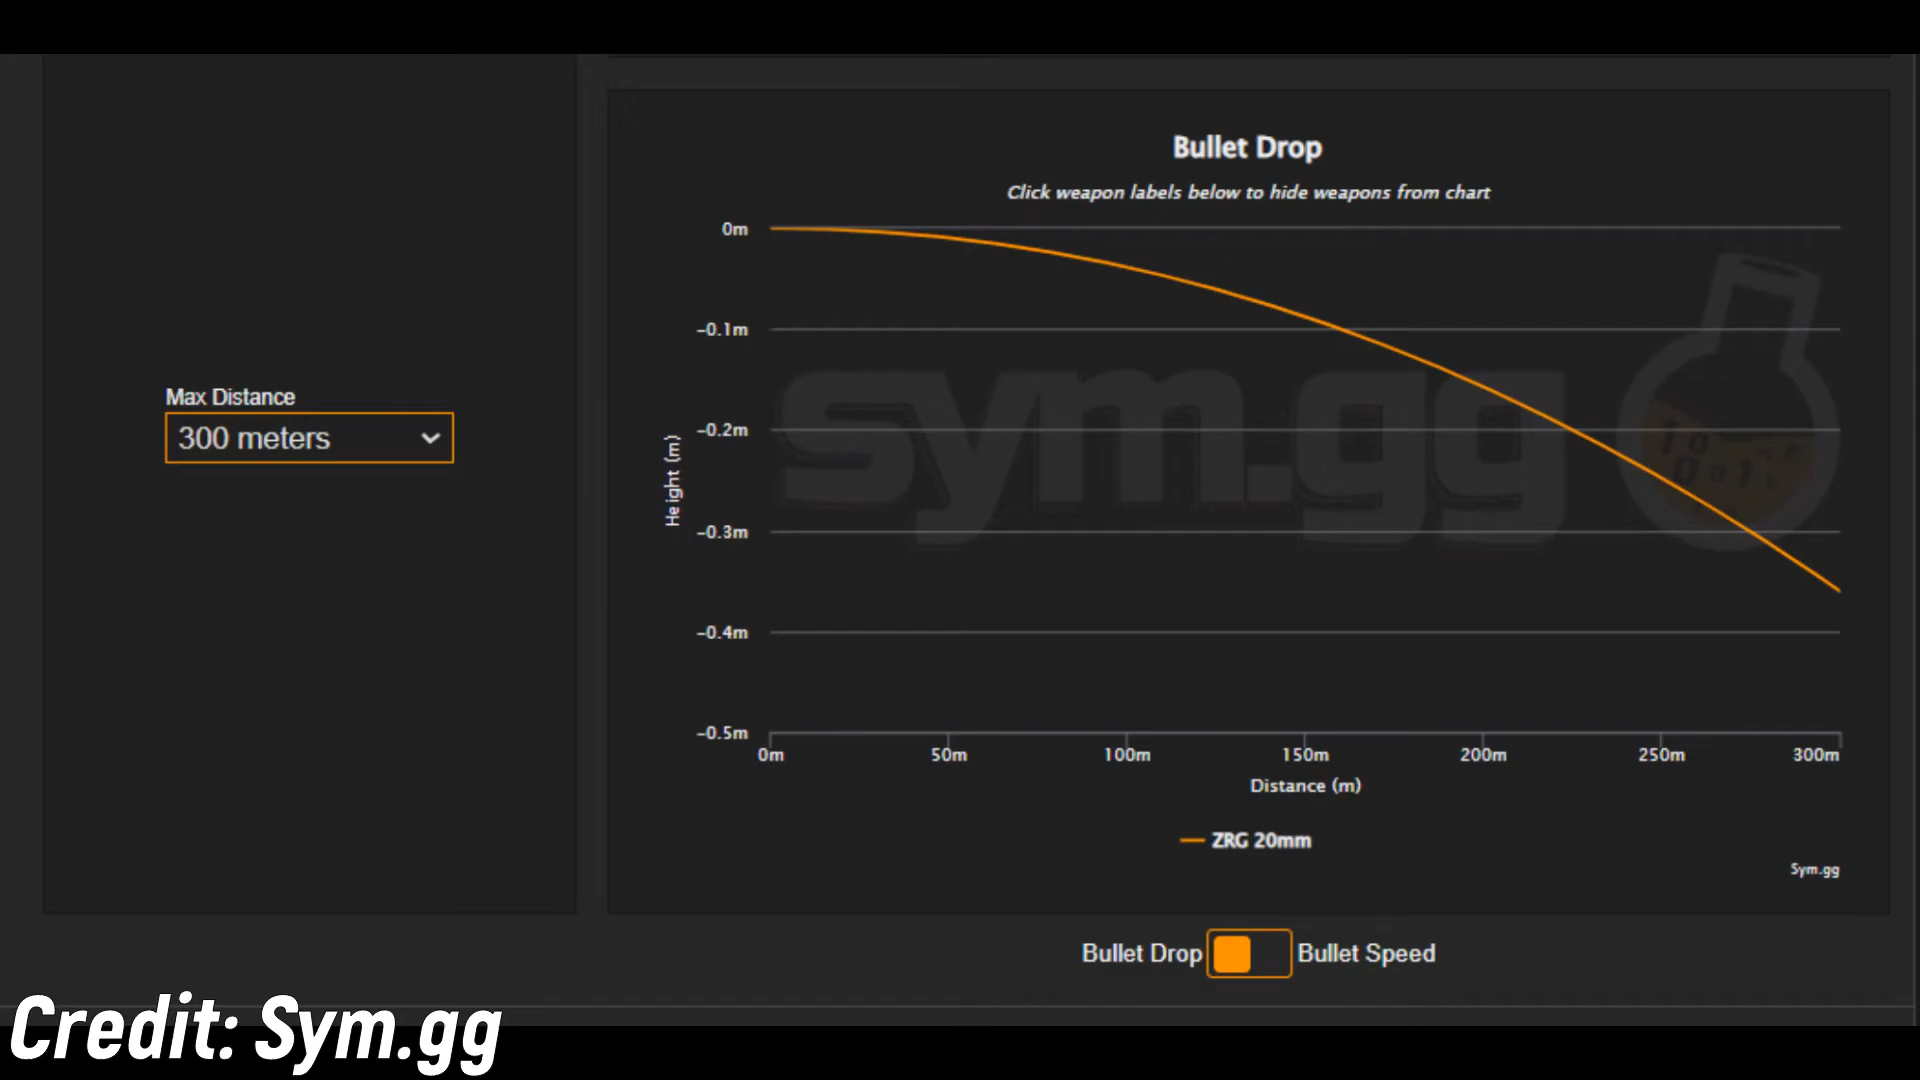 Bullet Drop
Click weapon labels below to hide weapons from chart
0m
-0.1m
-0.2m
-0.3m
-0.4m
-0.5m
Height (m)
sym.gg
0m 50m 100m 150m 200m 250m 300m
Distance (m)
ZRG 20mm
Sym.gg
Max Distance
300 meters
Bullet Drop Bullet Speed
Credit: Sym.gg